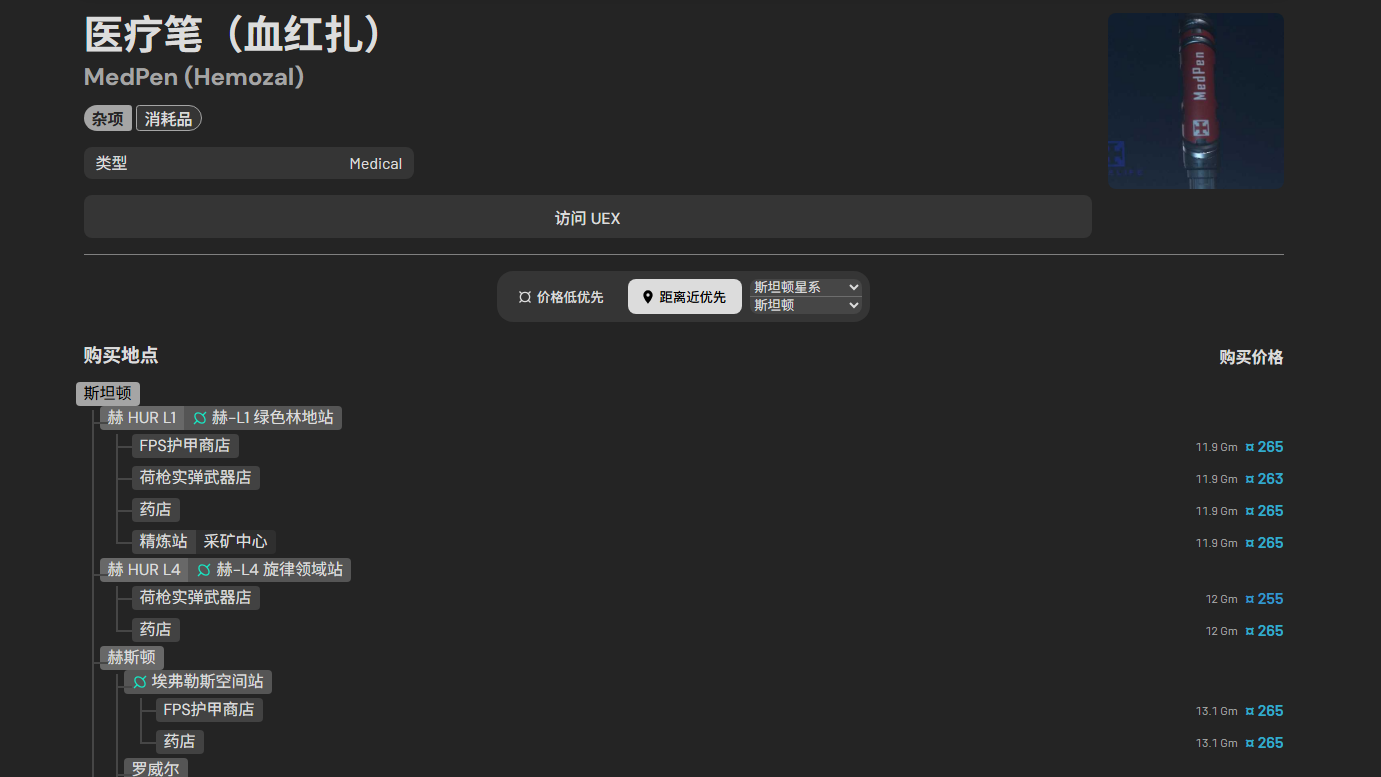 医疗笔（血红扎）
MedPen (Hemozal)
MedPen
杂项 消耗品
类型 Medical
访问 UEX
¤ 价格低优先 距离近优先 斯坦顿星系
斯坦顿
购买地点 购买价格
斯坦顿
赫 HUR L1 赫-L1 绿色林地站
FPS护甲商店 11.9 Gm ¤ 265
荷枪实弹武器店 11.9 Gm ¤ 263
药店 11.9 Gm ¤ 265
精炼站 采矿中心 11.9 Gm ¤ 265
赫 HUR L4 赫-L4 旋律领域站
荷枪实弹武器店 12 Gm ¤ 255
药店 12 Gm ¤ 265
赫斯顿
埃弗勒斯空间站
FPS护甲商店 13.1 Gm ¤ 265
药店 13.1 Gm ¤ 265
罗威尔